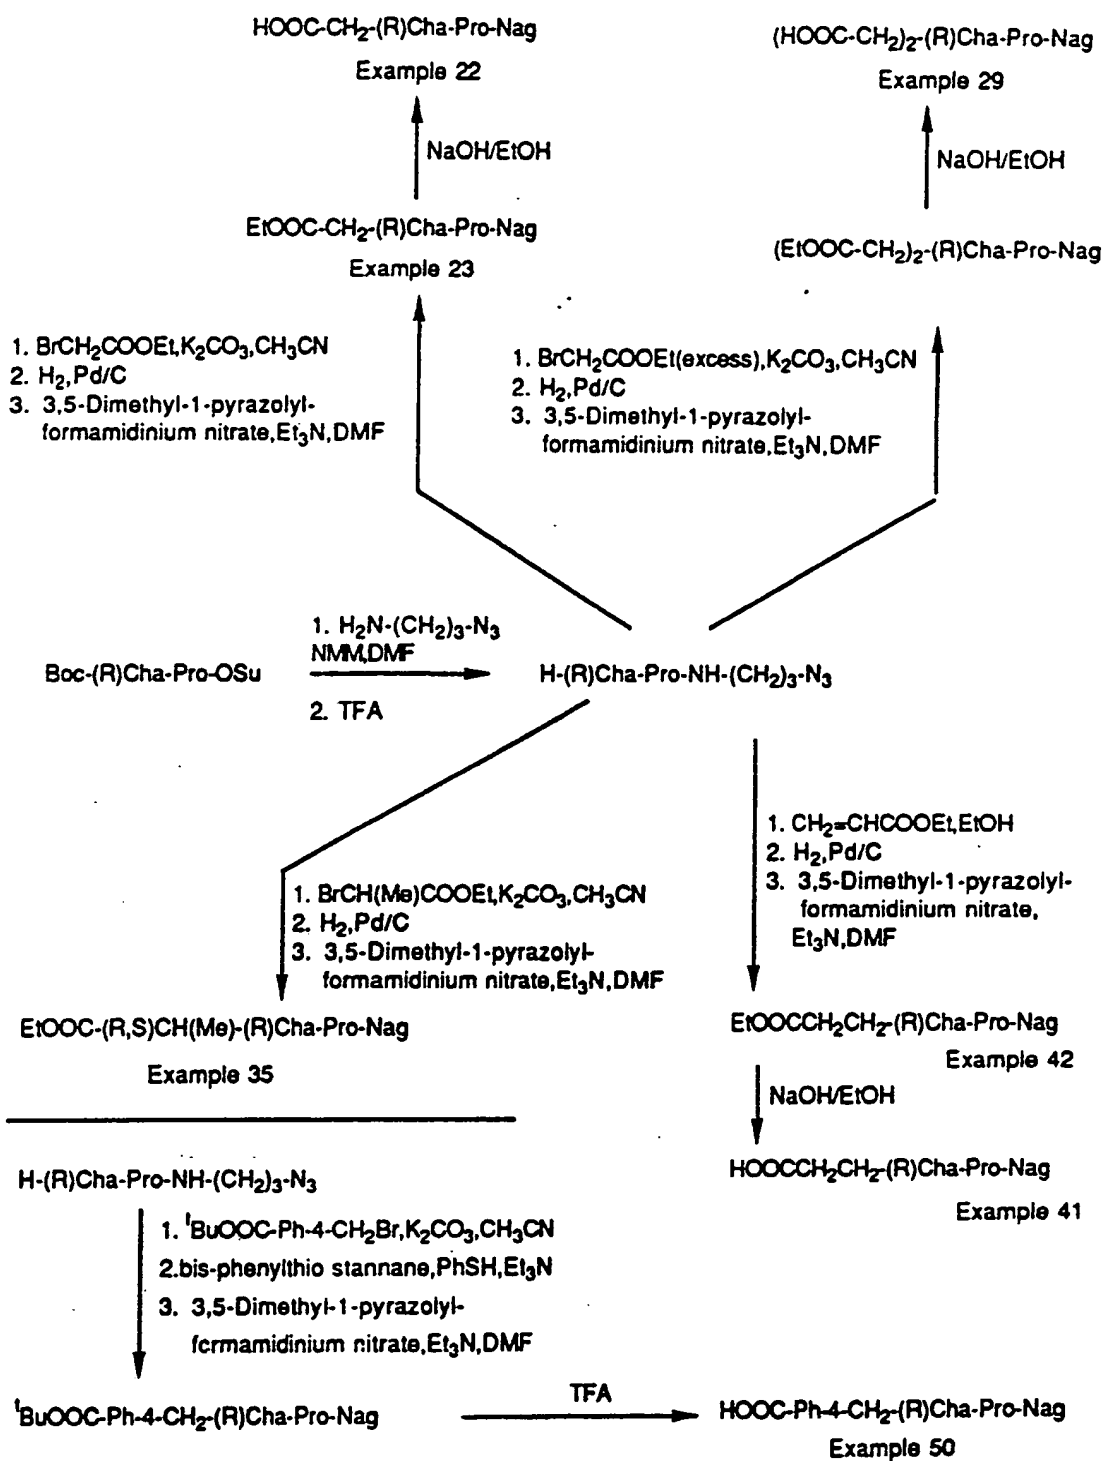 HOOC-CH2-(R)Cha-Pro-Nag
Example 22
(HOOC-CH2)2-(R)Cha-Pro-Nag
Example 29
NaOH/EtOH
NaOH/EtOH
EtOOC-CH2-(R)Cha-Pro-Nag
Example 23
(EtOOC-CH2)2-(R)Cha-Pro-Nag
1. BrCH2COOEt,K2CO3,CH3CN
2. H2,Pd/C
3. 3,5-Dimethyl-1-pyrazolyl-
formamidinium nitrate,Et3N,DMF
1. BrCH2COOEt(excess),K2CO3,CH3CN
2. H2,Pd/C
3. 3,5-Dimethyl-1-pyrazolyl-
formamidinium nitrate,Et3N,DMF
Boc-(R)Cha-Pro-OSu
1. H2N-(CH2)3-N3
NMM,DMF
2. TFA
H-(R)Cha-Pro-NH-(CH2)3-N3
1. CH2=CHCOOEt,EtOH
2. H2,Pd/C
3. 3,5-Dimethyl-1-pyrazolyl-
formamidinium nitrate,
Et3N,DMF
1. BrCH(Me)COOEt,K2CO3,CH3CN
2. H2,Pd/C
3. 3,5-Dimethyl-1-pyrazolyl-
formamidinium nitrate,Et3N,DMF
EtOOC-(R,S)CH(Me)-(R)Cha-Pro-Nag
Example 35
EtOOCCH2CH2-(R)Cha-Pro-Nag
Example 42
NaOH/EtOH
HOOCCH2CH2-(R)Cha-Pro-Nag
Example 41
H-(R)Cha-Pro-NH-(CH2)3-N3
1. tBuOOC-Ph-4-CH2Br,K2CO3,CH3CN
2.bis-phenylthio stannane,PhSH,Et3N
3. 3,5-Dimethyl-1-pyrazolyl-
formamidinium nitrate,Et3N,DMF
tBuOOC-Ph-4-CH2-(R)Cha-Pro-Nag
TFA
HOOC-Ph-4-CH2-(R)Cha-Pro-Nag
Example 50